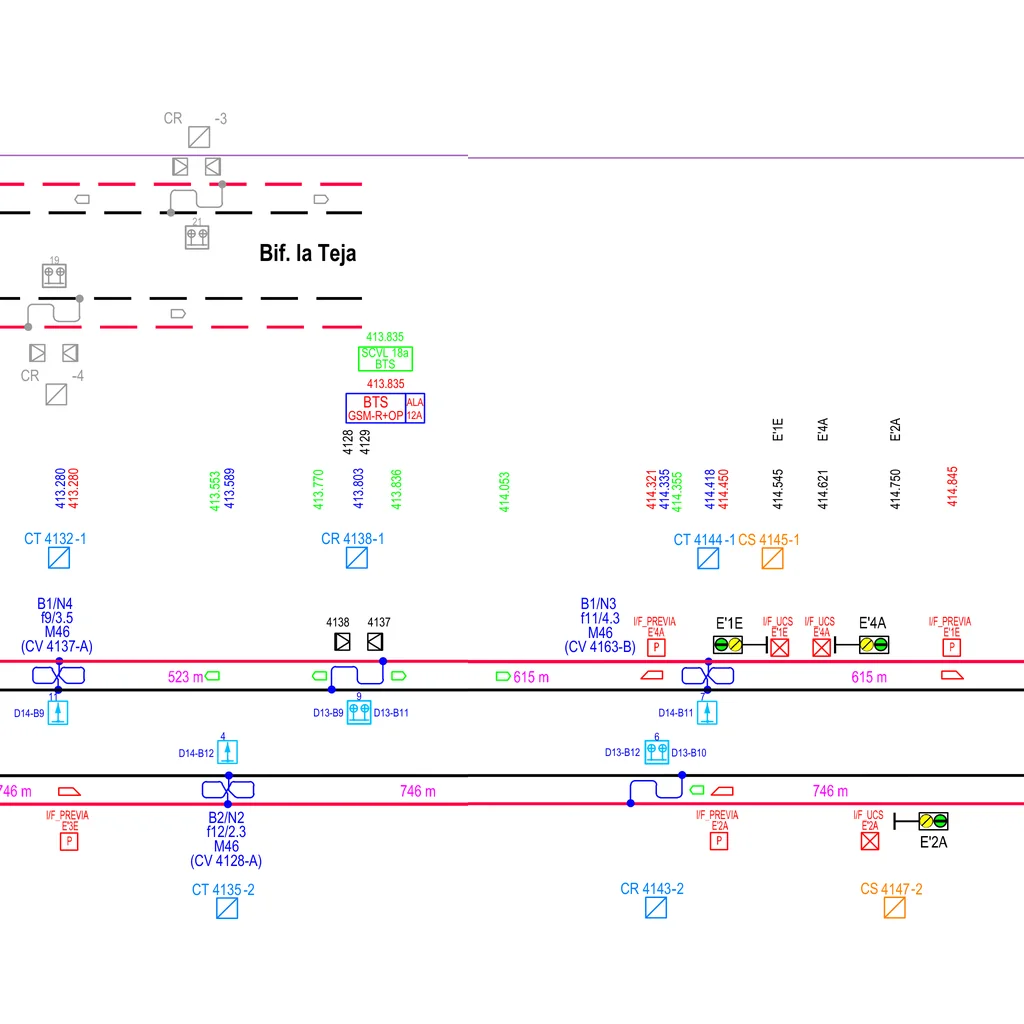 CR -3
21
Bif. la Teja
19
CR -4
413.835
SCVL 18a
BTS
413.835
BTS
GSM-R+OP
ALA
12A
4128
4129
E'1E
E'4A
E'2A
413.280
413.280
413.553
413.589
413.770
413.803
413.836
414.053
414.321
414.335
414.355
414.418
414.450
414.545
414.621
414.750
414.845
CT 4132-1
CR 4138-1
CT 4144-1
CS 4145-1
B1/N4
f9/3.5
M46
(CV 4137-A)
4138
4137
B1/N3
f11/4.3
M46
(CV 4163-B)
I/F_PREVIA
E'4A
P
E'1E
I/F_UCS
E'1E
I/F_UCS
E'4A
E'4A
I/F_PREVIA
E'1E
P
523 m
615 m
615 m
11
D14-B9
9
D13-B9
D13-B11
7
D14-B11
4
D14-B12
6
D13-B12
D13-B10
746 m
746 m
746 m
I/F_PREVIA
E'3E
P
B2/N2
f12/2.3
M46
(CV 4128-A)
I/F_PREVIA
E'2A
P
I/F_UCS
E'2A
E'2A
CT 4135-2
CR 4143-2
CS 4147-2